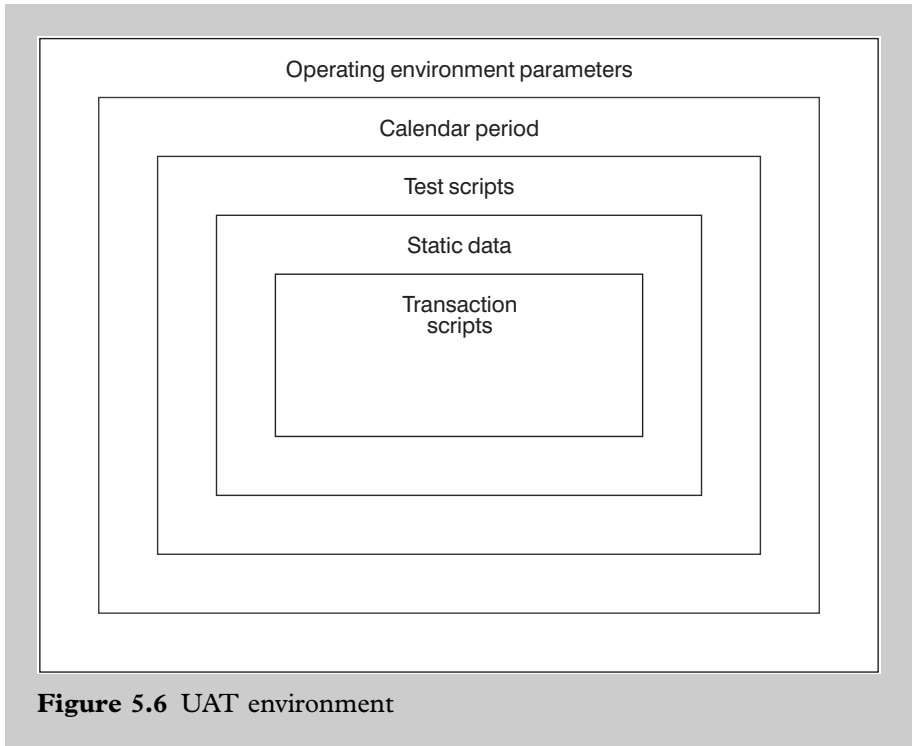 Operating environment parameters
Calendar period
Test scripts
Static data
Transaction
scripts
Figure 5.6 UAT environment